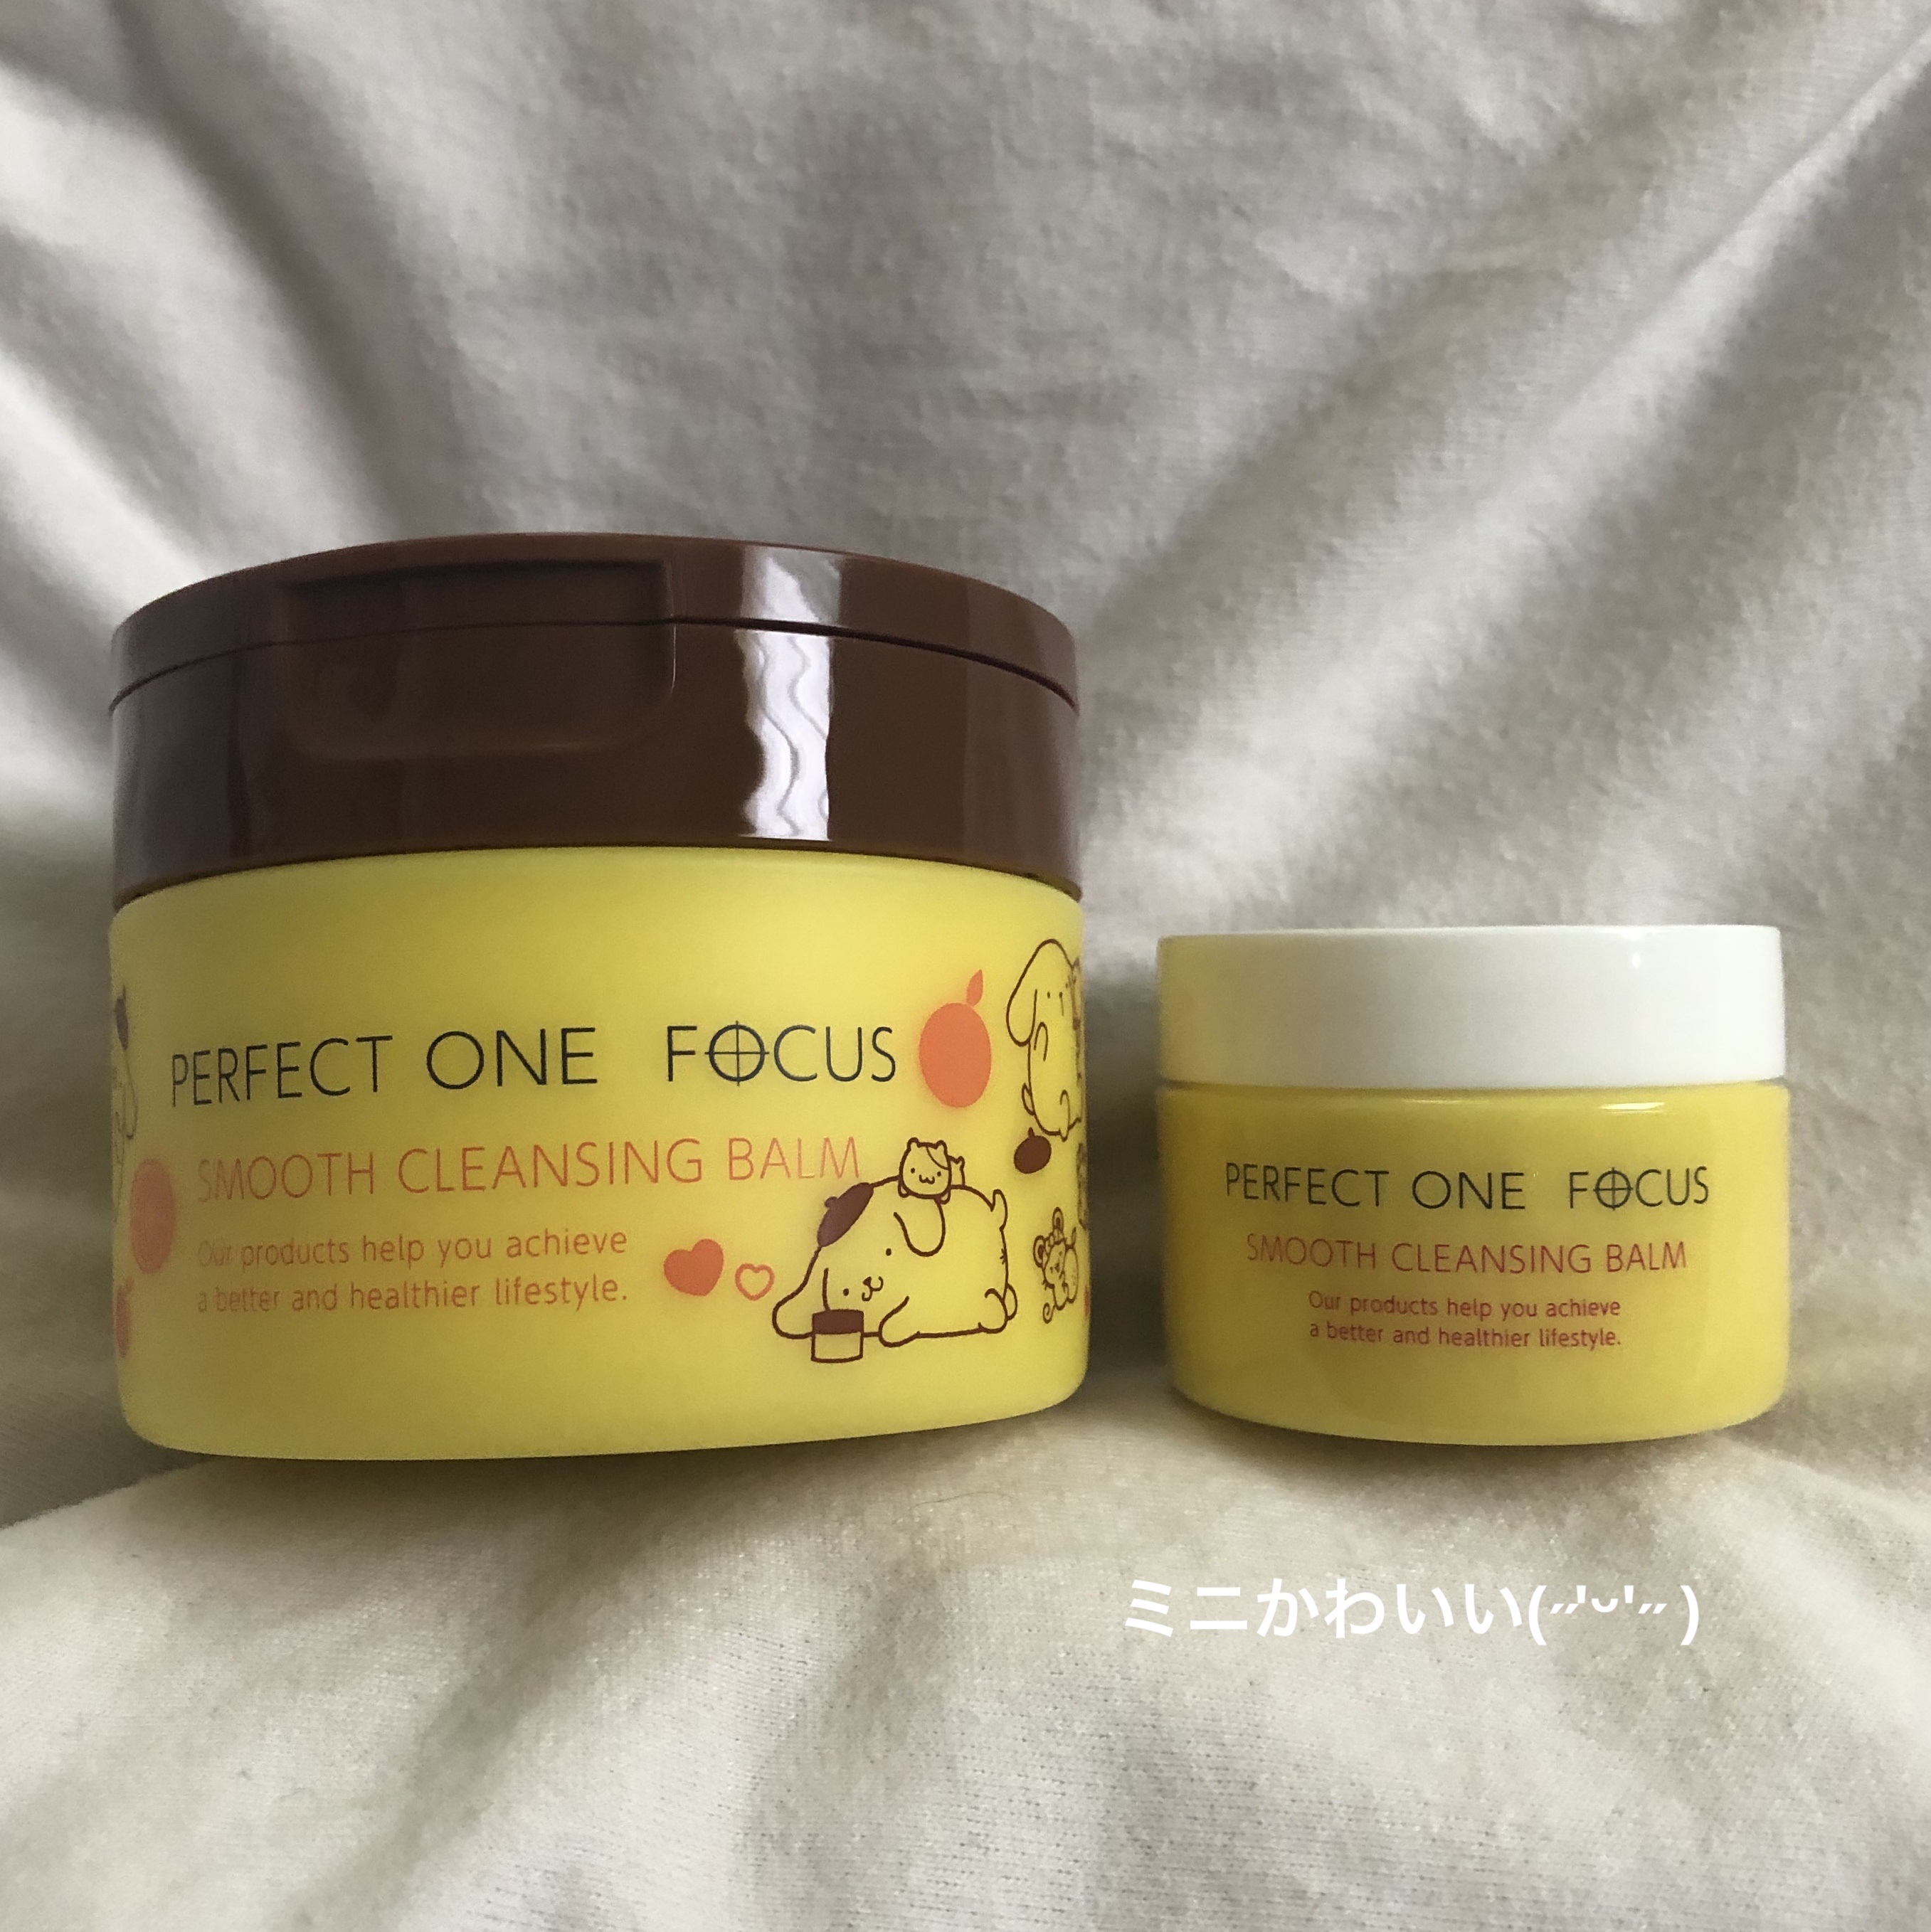 PERFECT ONE FOCUS
SMOOTH CLEANSING BALM
Our products help you achieve
a better and healthier lifestyle.
PERFECT ONE FOCUS
SMOOTH CLEANSING BALM
Our products help you achieve
a better and healthier lifestyle.
ミニかわいい(˶'ᵕ'˶ )